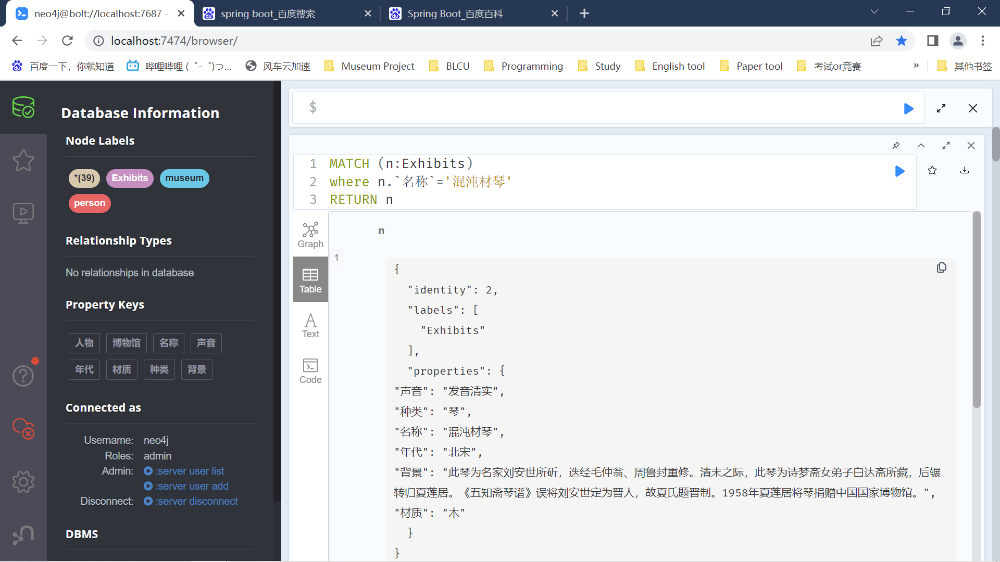 neo4j@bolt://localhost:7687 -
spring boot_百度搜索
Spring Boot_百度百科
localhost:7474/browser/
百度一下，你就知道
哔哩哔哩 ( ゜- ゜)つ...
风车云加速
Museum Project
BLCU
Programming
Study
English tool
Paper tool
考试or竞赛
»
其他书签
Database Information
Node Labels
*(39) Exhibits museum
person
Relationship Types
No relationships in database
Property Keys
人物 博物馆 名称 声音
年代 材质 种类 背景
Connected as
Username: neo4j
Roles: admin
Admin: :server user list
:server user add
Disconnect: :server disconnect
DBMS
$
1 MATCH (n:Exhibits)
2 where n.`名称`='混沌材琴'
3 RETURN n
Graph
Table
Text
Code
n
1
{
"identity": 2,
"labels": [
"Exhibits"
],
"properties": {
"声音": "发音清实",
"种类": "琴",
"名称": "混沌材琴",
"年代": "北宋",
"背景": "此琴为名家刘安世所斫，迭经毛仲翁、周鲁封重修。清末之际，此琴为诗梦斋女弟子白达斋所藏，后辗
转归夏莲居。《五知斋琴谱》误将刘安世定为晋人，故夏氏题晋制。1958年夏莲居将琴捐赠中国国家博物馆。",
"材质": "木"
}
}